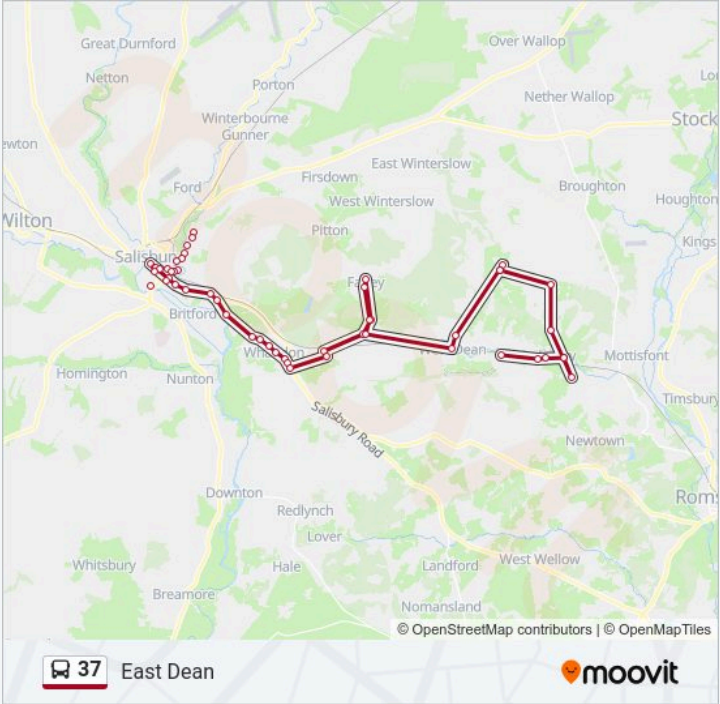 Great Durnford
Over Wallop
Netton
Porton
Nether Wallop
Winterbourne
Gunner
Stock
ewton
East Winterslow
Firsdown
Ford
Broughton
West Winterslow
Houghton
Wilton
Pitton
Kings
Salisbury
Farley
Britford
Mottisfont
Homington
Nunton
Timsbury
Salisbury Road
Newtown
Downton
Roms
Redlynch
Lover
West Wellow
Whitsbury
Hale
Landford
Breamore
Nomansland
© OpenStreetMap contributors | © OpenMapTiles
37 East Dean
moovit